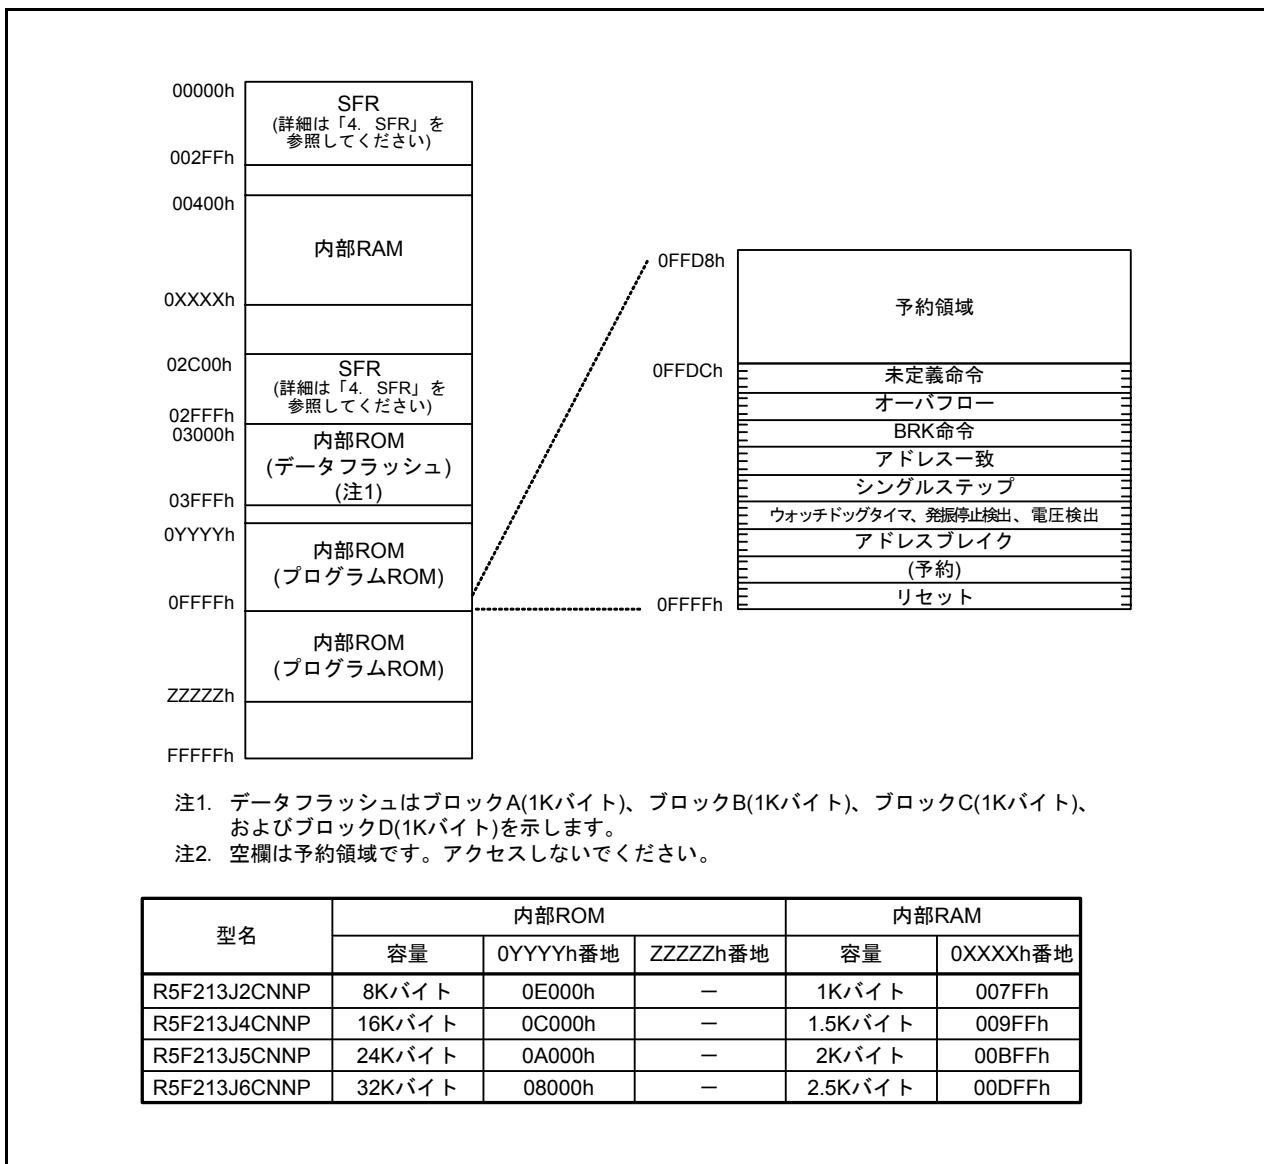 00000h
SFR
(詳細は「4. SFR」を
参照してください)
002FFh
00400h
内部RAM
0XXXXh
02C00h
SFR
(詳細は「4. SFR」を
参照してください)
02FFFh
03000h
内部ROM
(データフラッシュ)
(注1)
03FFFh
0YYYYh
内部ROM
(プログラムROM)
0FFFFh
内部ROM
(プログラムROM)
ZZZZZh
FFFFFh
0FFD8h
予約領域
0FFDCh
未定義命令
オーバフロー
BRK命令
アドレス一致
シングルステップ
ウォッチドッグタイマ、発振停止検出、電圧検出
アドレスブレイク
(予約)
リセット
0FFFFh
注1. データフラッシュはブロックA(1Kバイト)、ブロックB(1Kバイト)、ブロックC(1Kバイト)、
およびブロックD(1Kバイト)を示します。
注2. 空欄は予約領域です。アクセスしないでください。
型名 内部ROM 内部RAM
容量 0YYYYh番地 ZZZZZh番地 容量 0XXXXh番地
R5F213J2CNNP 8Kバイト 0E000h － 1Kバイト 007FFh
R5F213J4CNNP 16Kバイト 0C000h － 1.5Kバイト 009FFh
R5F213J5CNNP 24Kバイト 0A000h － 2Kバイト 00BFFh
R5F213J6CNNP 32Kバイト 08000h － 2.5Kバイト 00DFFh